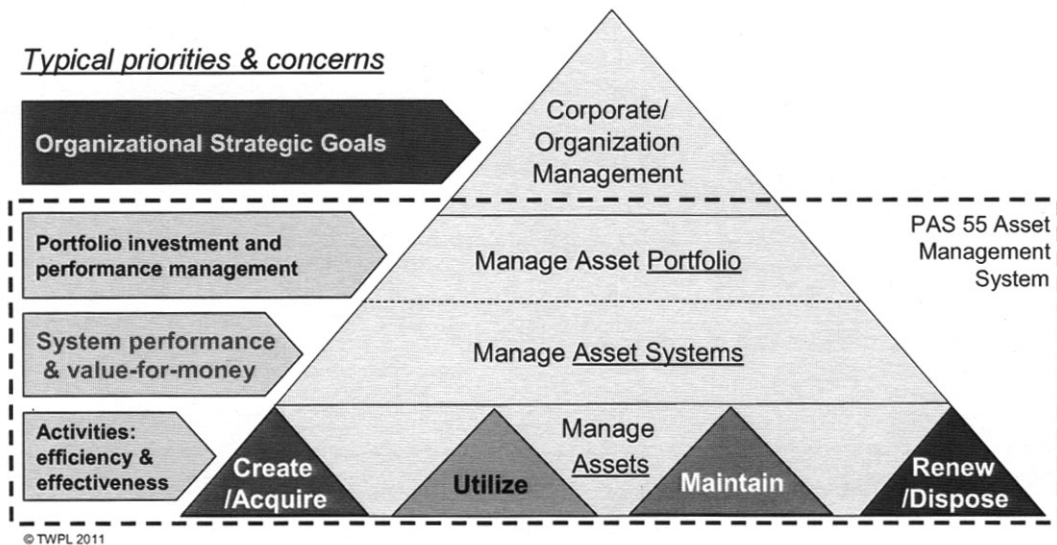 Typical priorities & concerns
Organizational Strategic Goals
Corporate/
Organization
Management
Portfolio investment and
performance management
Manage Asset Portfolio
PAS 55 Asset
Management
System
System performance
& value-for-money
Manage Asset Systems
Activities:
efficiency &
effectiveness
Create
/Acquire
Utilize
Manage
Assets
Maintain
Renew
/Dispose
© TWPL 2011